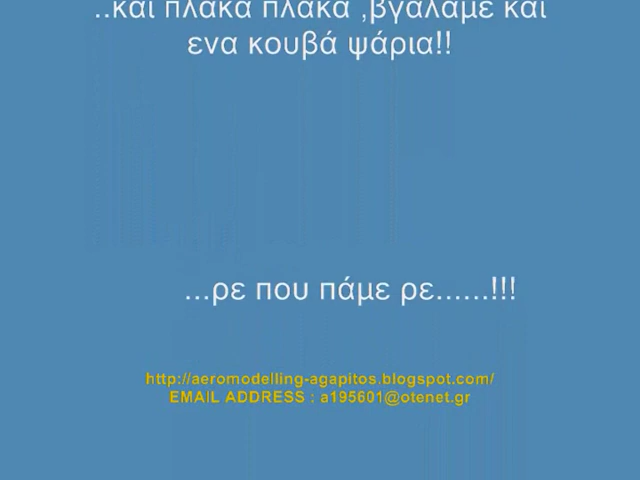 ..και πλάκα πλάκα ,βγάλαμε και
ενα κουβά ψάρια!!
...ρε που πάμε ρε......!!!
http://aeromodelling-agapitos.blogspot.com/
EMAIL ADDRESS : a195601@otenet.gr